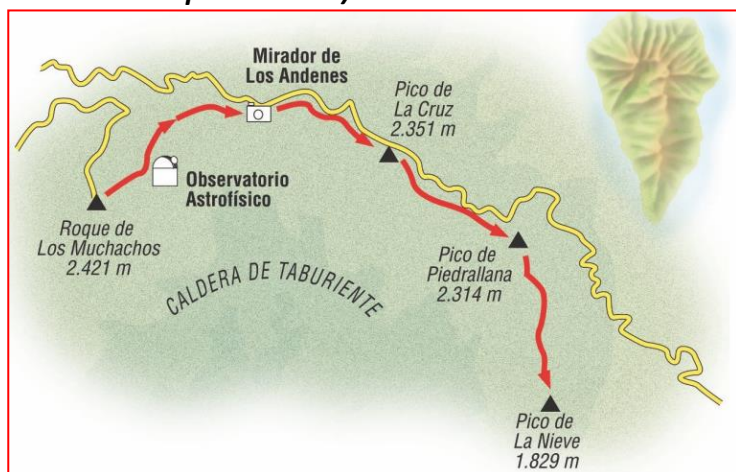 Mirador de
Los Andenes
Pico de
La Cruz
2.351 m
Observatorio
Astrofísico
Roque de
Los Muchachos
2.421 m
CALDERA DE TABURIENTE
Pico de
Piedrallana
2.314 m
Pico de
La Nieve
1.829 m